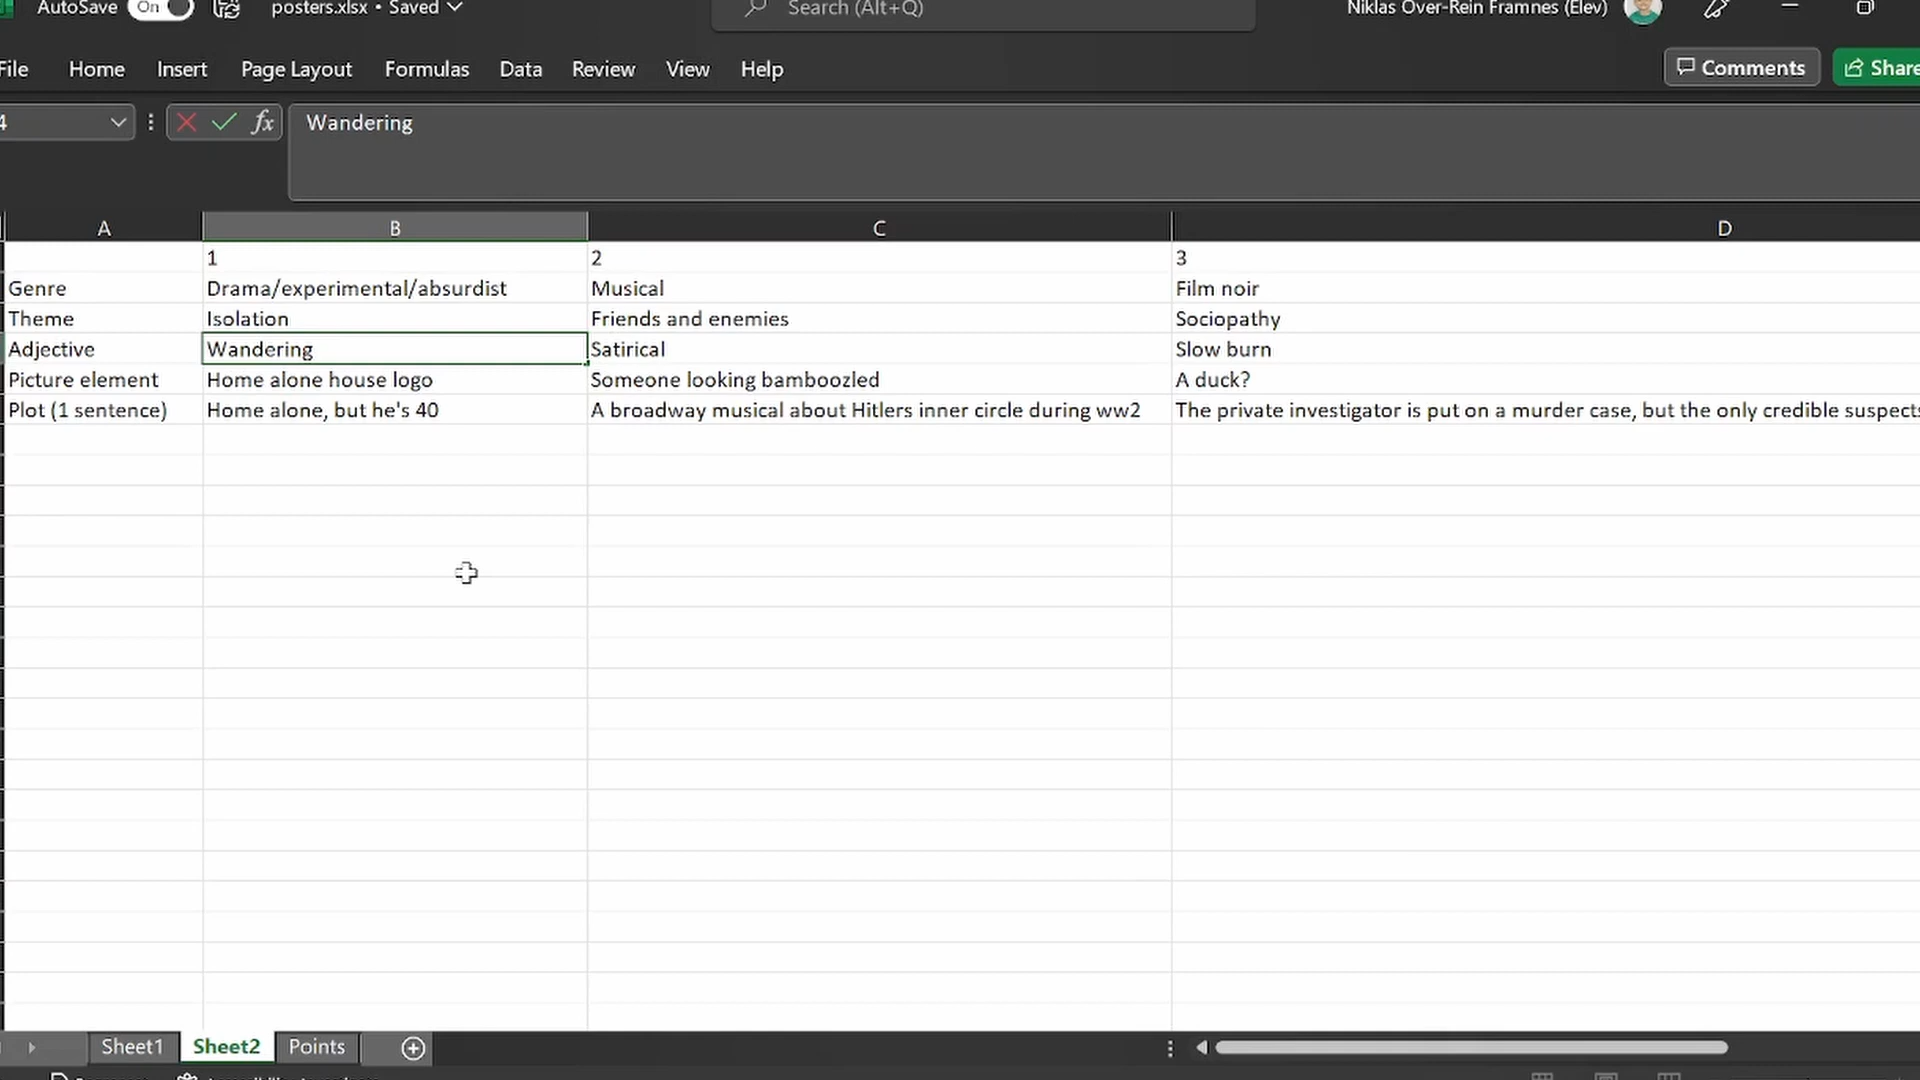 AutoSave On posters.xlsx • Saved Search (Alt+Q) Niklas Over-Rein Framnes (Elev)
File Home Insert Page Layout Formulas Data Review View Help Comments Share
4 fx Wandering
A B C D
1 2 3
Genre Drama/experimental/absurdist Musical Film noir
Theme Isolation Friends and enemies Sociopathy
Adjective Wandering Satirical Slow burn
Picture element Home alone house logo Someone looking bamboozled A duck?
Plot (1 sentence) Home alone, but he's 40 A broadway musical about Hitlers inner circle during ww2 The private investigator is put on a murder case, but the only credible suspects
Sheet1 Sheet2 Points